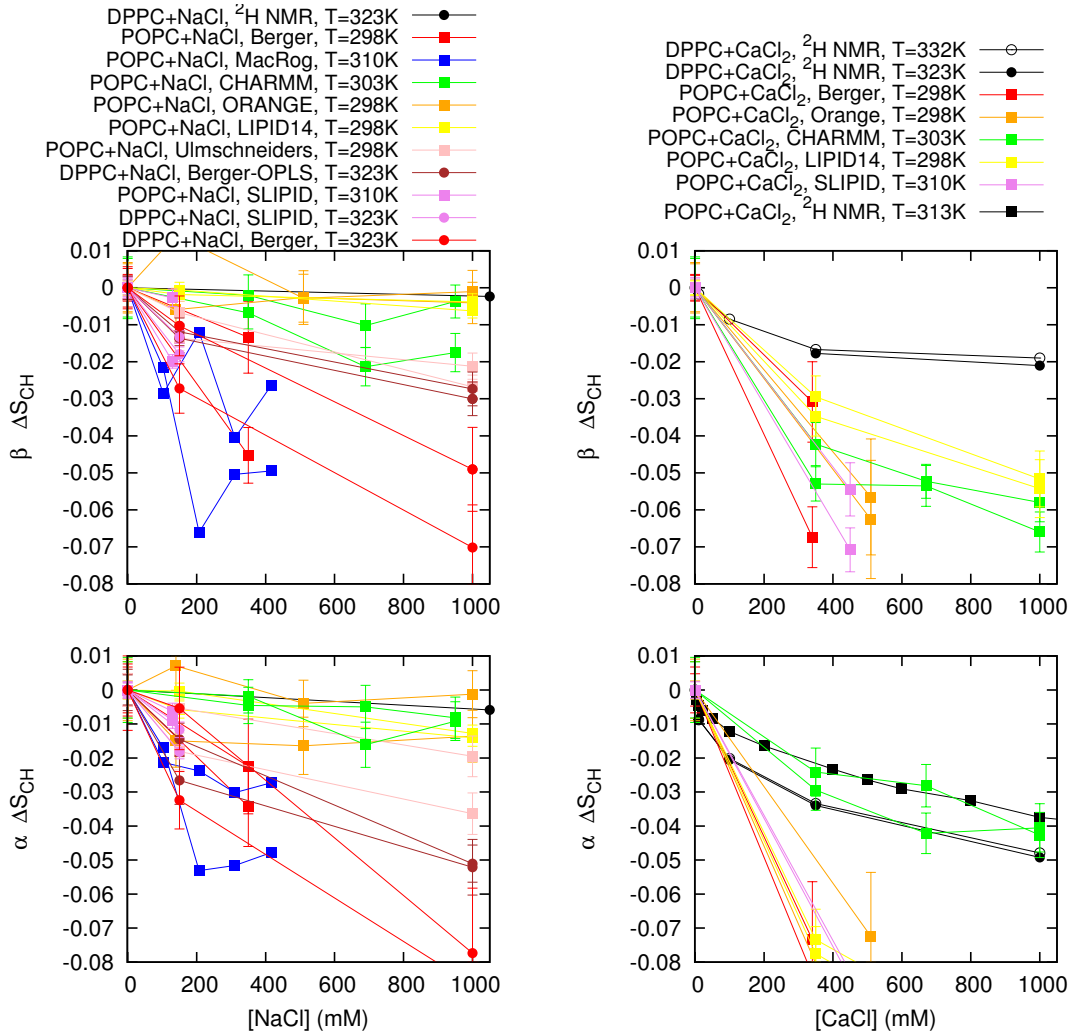 DPPC+NaCl, ²H NMR, T=323K
POPC+NaCl, Berger, T=298K
POPC+NaCl, MacRog, T=310K
POPC+NaCl, CHARMM, T=303K
POPC+NaCl, ORANGE, T=298K
POPC+NaCl, LIPID14, T=298K
POPC+NaCl, Ulmschneiders, T=298K
DPPC+NaCl, Berger-OPLS, T=323K
POPC+NaCl, SLIPID, T=310K
DPPC+NaCl, SLIPID, T=323K
DPPC+NaCl, Berger, T=323K
0.01
0
-0.01
-0.02
-0.03
-0.04
-0.05
-0.06
-0.07
-0.08
β ΔS_CH
0 200 400 600 800 1000
DPPC+CaCl₂, ²H NMR, T=332K
DPPC+CaCl₂, ²H NMR, T=323K
POPC+CaCl₂, Berger, T=298K
POPC+CaCl₂, Orange, T=298K
POPC+CaCl₂, CHARMM, T=303K
POPC+CaCl₂, LIPID14, T=298K
POPC+CaCl₂, SLIPID, T=310K
POPC+CaCl₂, ²H NMR, T=313K
0.01
0
-0.01
-0.02
-0.03
-0.04
-0.05
-0.06
-0.07
-0.08
β ΔS_CH
0 200 400 600 800 1000
0.01
0
-0.01
-0.02
-0.03
-0.04
-0.05
-0.06
-0.07
-0.08
α ΔS_CH
0 200 400 600 800 1000
[NaCl] (mM)
0.01
0
-0.01
-0.02
-0.03
-0.04
-0.05
-0.06
-0.07
-0.08
α ΔS_CH
0 200 400 600 800 1000
[CaCl] (mM)